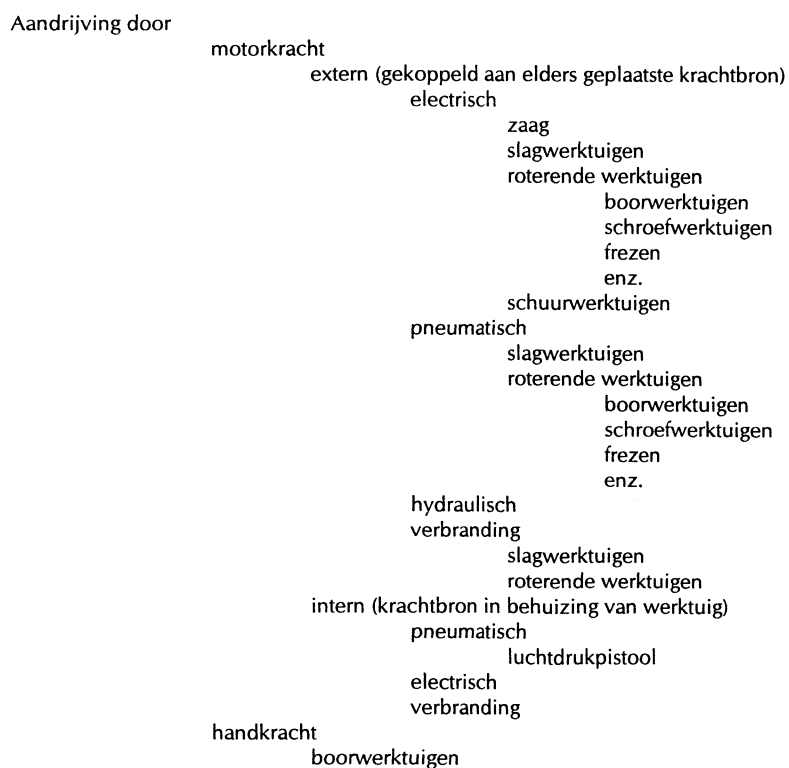 Aandrijving door
motorkracht
extern (gekoppeld aan elders geplaatste krachtbron)
electrisch
zaag
slagwerktuigen
roterende werktuigen
boorwerktuigen
schroefwerktuigen
frezen
enz.
schuurwerktuigen
pneumatisch
slagwerktuigen
roterende werktuigen
boorwerktuigen
schroefwerktuigen
frezen
enz.
hydraulisch
verbranding
slagwerktuigen
roterende werktuigen
intern (krachtbron in behuizing van werktuig)
pneumatisch
luchtdrukpistool
electrisch
verbranding
handkracht
boorwerktuigen